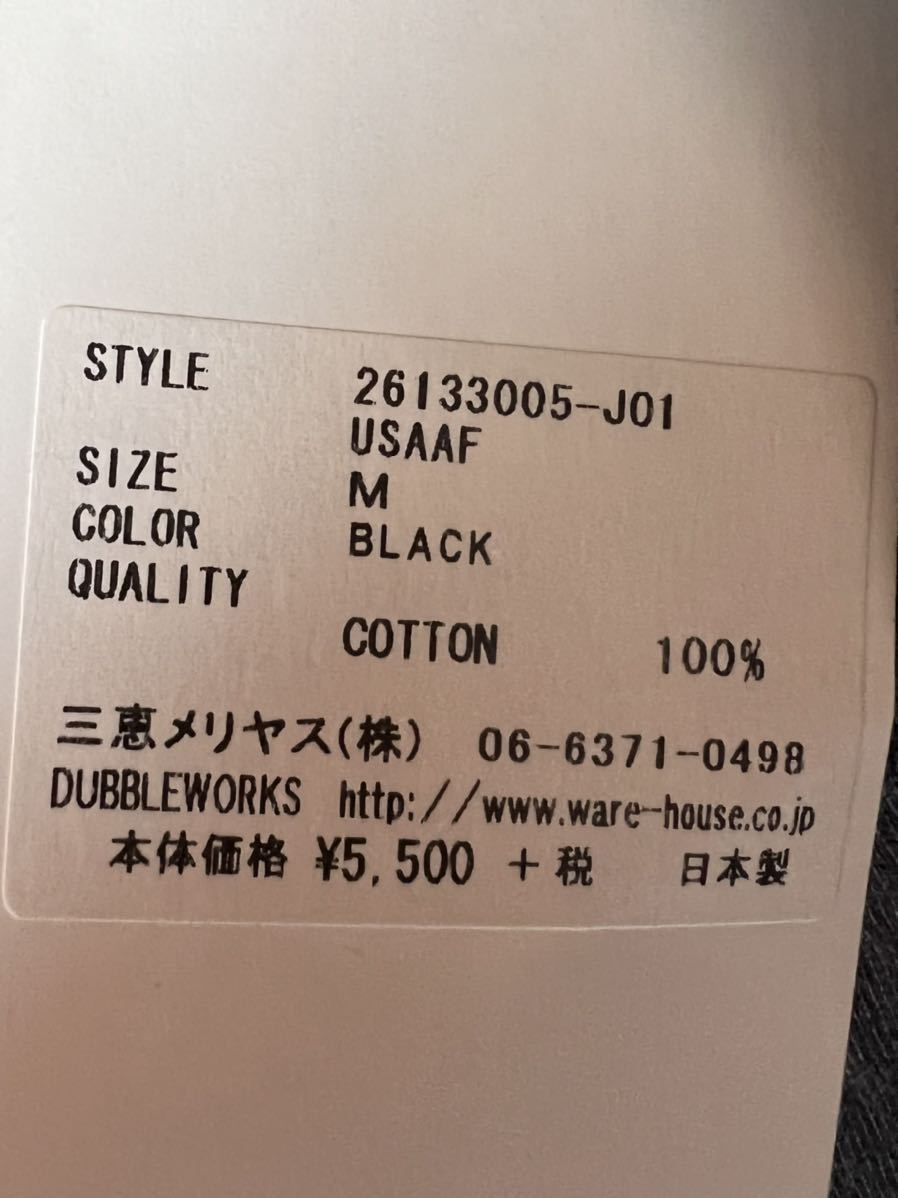 STYLE 26133005-J01
USAAF
SIZE M
COLOR BLACK
QUALITY
COTTON 100%
三恵メリヤス(株) 06-6371-0498
DUBBLEWORKS http://www.ware-house.co.jp
本体価格 ¥5,500 +税 日本製